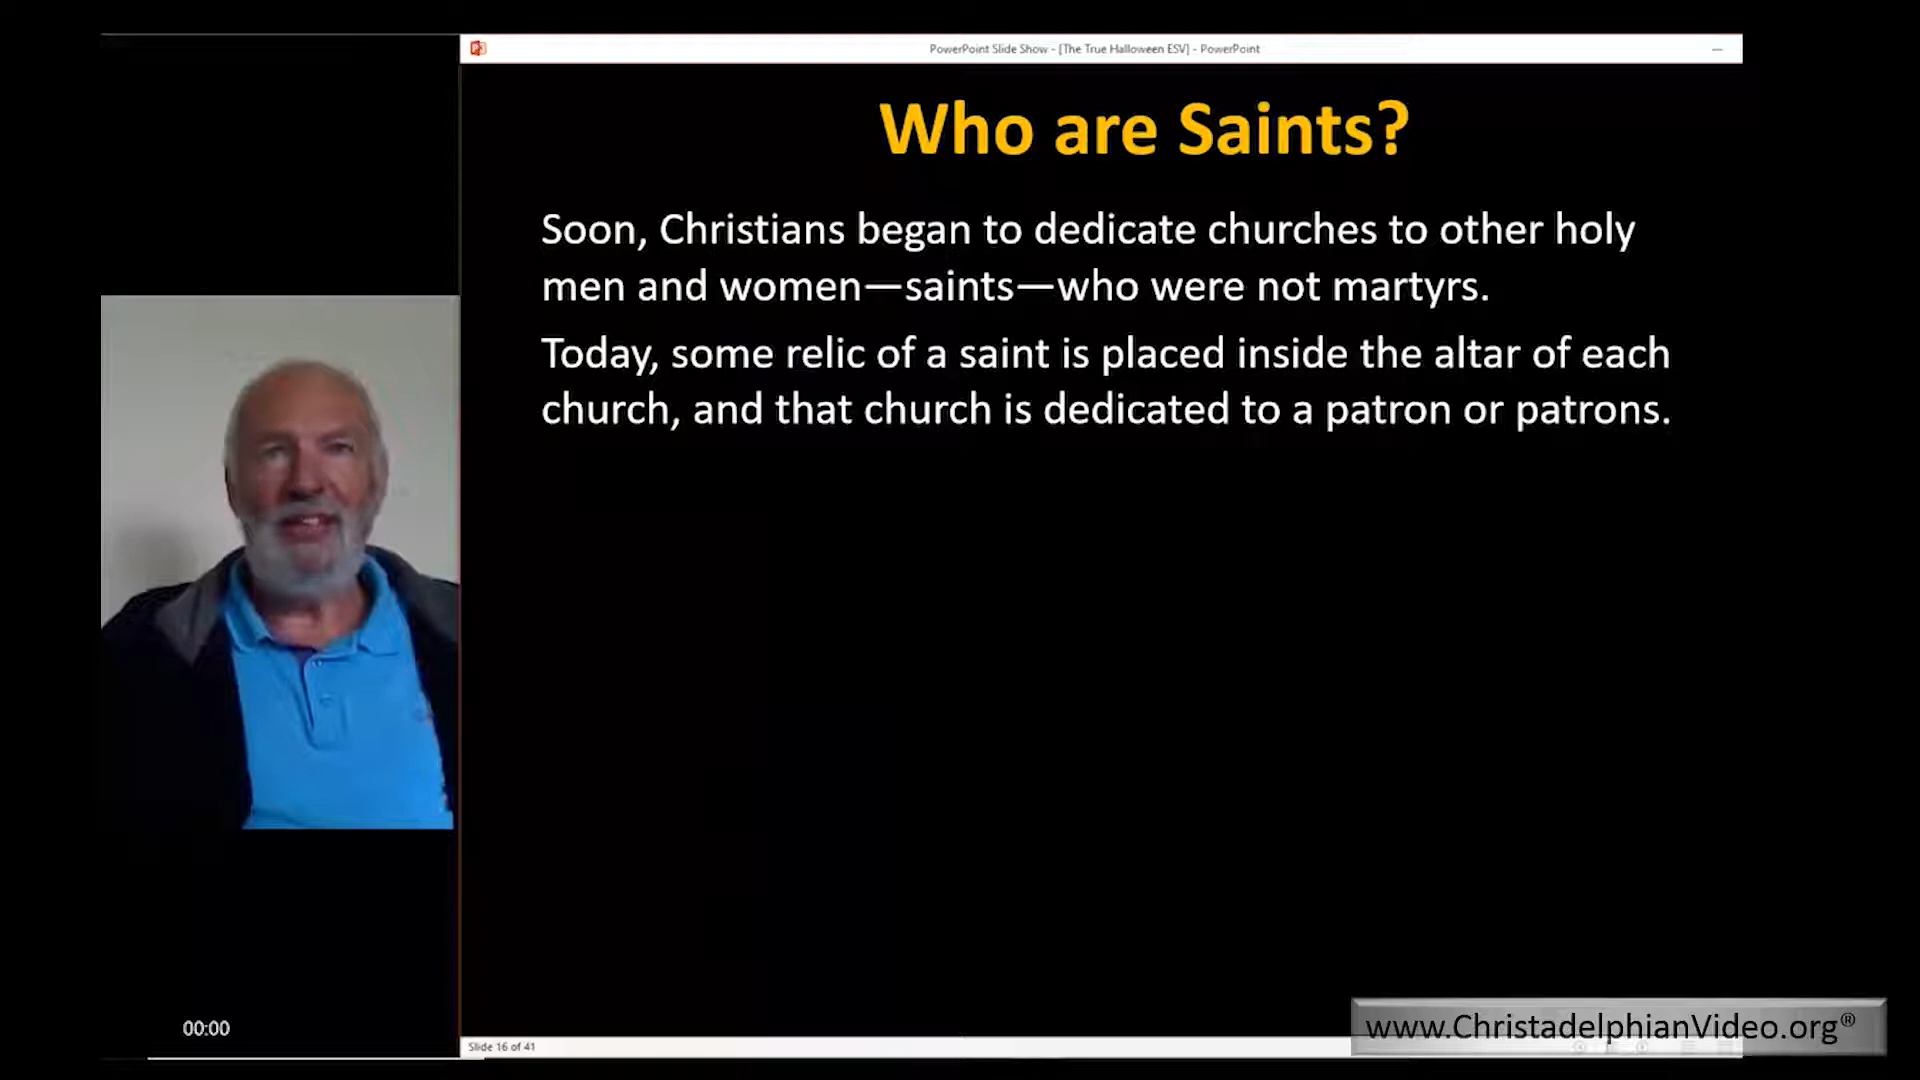 PowerPoint Slide Show - [The True Halloween ESV] - PowerPoint
Who are Saints?
Soon, Christians began to dedicate churches to other holy
men and women—saints—who were not martyrs.
Today, some relic of a saint is placed inside the altar of each
church, and that church is dedicated to a patron or patrons.
00:00
www.ChristadelphianVideo.org®
Slide 16 of 41